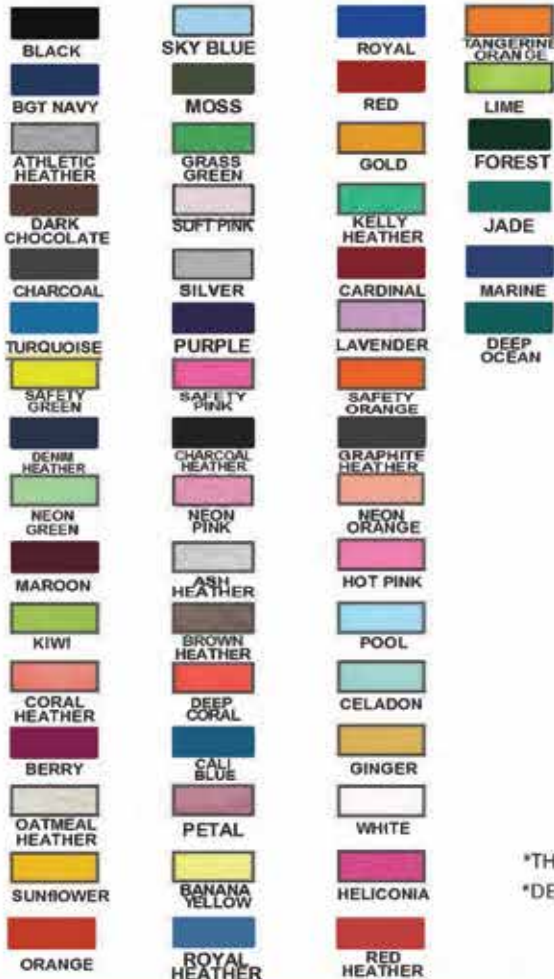 BLACK
SKY BLUE
ROYAL
TANGERINE
ORANGE
BGT NAVY
MOSS
RED
LIME
ATHLETIC
HEATHER
GRASS
GREEN
GOLD
FOREST
DARK
CHOCOLATE
SOFT PINK
KELLY
HEATHER
JADE
CHARCOAL
SILVER
CARDINAL
MARINE
TURQUOISE
PURPLE
LAVENDER
DEEP
OCEAN
SAFETY
GREEN
SAFETY
PINK
SAFETY
ORANGE
DENIM
HEATHER
CHARCOAL
HEATHER
GRAPHITE
HEATHER
NEON
GREEN
NEON
PINK
NEON
ORANGE
MAROON
ASH
HEATHER
HOT PINK
KIWI
BROWN
HEATHER
POOL
CORAL
HEATHER
DEEP
CORAL
CELADON
BERRY
CALI
BLUE
GINGER
OATMEAL
HEATHER
PETAL
WHITE
SUNflOWER
BANANA
YELLOW
HELICONIA
*TH
*DE
ORANGE
ROYAL
HEATHER
RED
HEATHER